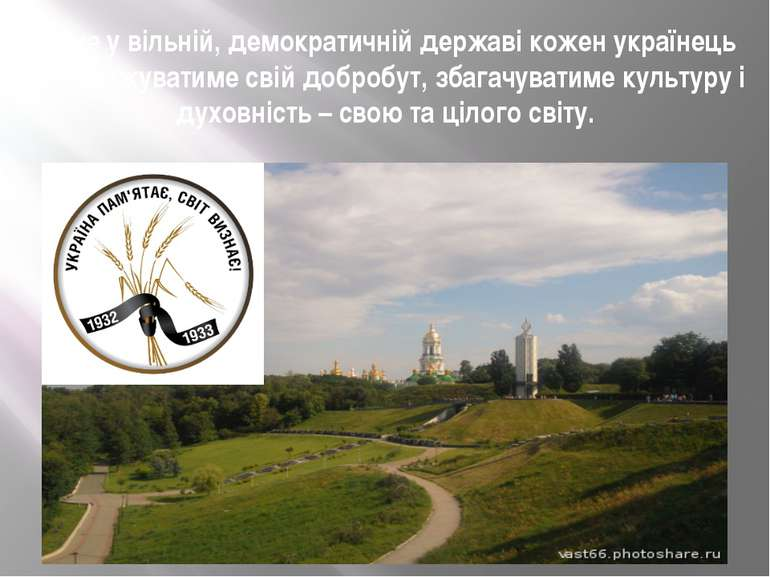 у вільній, демократичній державі кожен українець
свій добробут, збагачуватиме культуру і
духовність – свою та цілого світу.
УКРАЇНА ПАМ'ЯТАЄ, СВІТ ВИЗНАЄ!
1932
1933
vast66.photoshare.ru